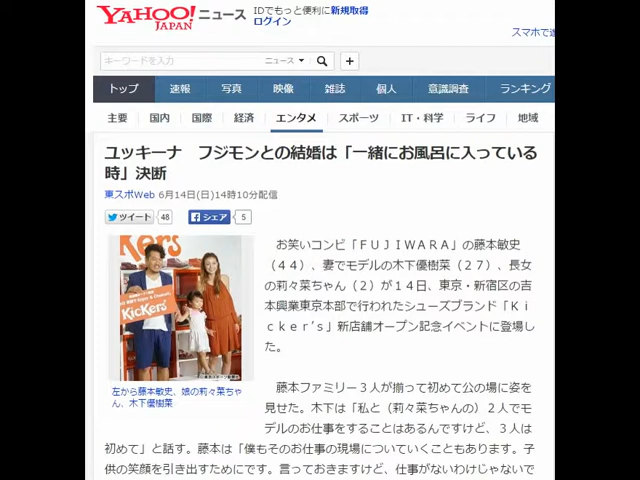 YAHOO! ニュース
JAPAN
IDでもっと便利に新規取得
ログイン
スマホで
キーワードを入力
ニュース
トップ 速報 写真 映像 雑誌 個人 意識調査 ランキング
主要 国内 国際 経済 エンタメ スポーツ IT・科学 ライフ 地域
ユッキーナ フジモンとの結婚は「一緒にお風呂に入っている
時」決断
東スポWeb 6月14日(日)14時10分配信
ツイート 48 シェア 5
Kickers
KicKers
お笑いコンビ「ＦＵＪＩＷＡＲＡ」の藤本敏史
（４４）、妻でモデルの木下優樹菜（２７）、長女
の莉々菜ちゃん（２）が１４日、東京・新宿区の吉
本興業東京本部で行われたシューズブランド「Ｋｉ
ｃｋｅｒ’ｓ」新店舗オープン記念イベントに登場し
た。
左から藤本敏史、娘の莉々菜ちゃ
ん、木下優樹菜
藤本ファミリー３人が揃って初めて公の場に姿を
見せた。木下は「私と（莉々菜ちゃんの）２人でモ
デルのお仕事をすることはあるんですけど、３人は
初めて」と話す。藤本は「僕もそのお仕事の現場についていくこともあります。子
供の笑顔を引き出すためにです。言っておきますけど、仕事がないわけじゃないで